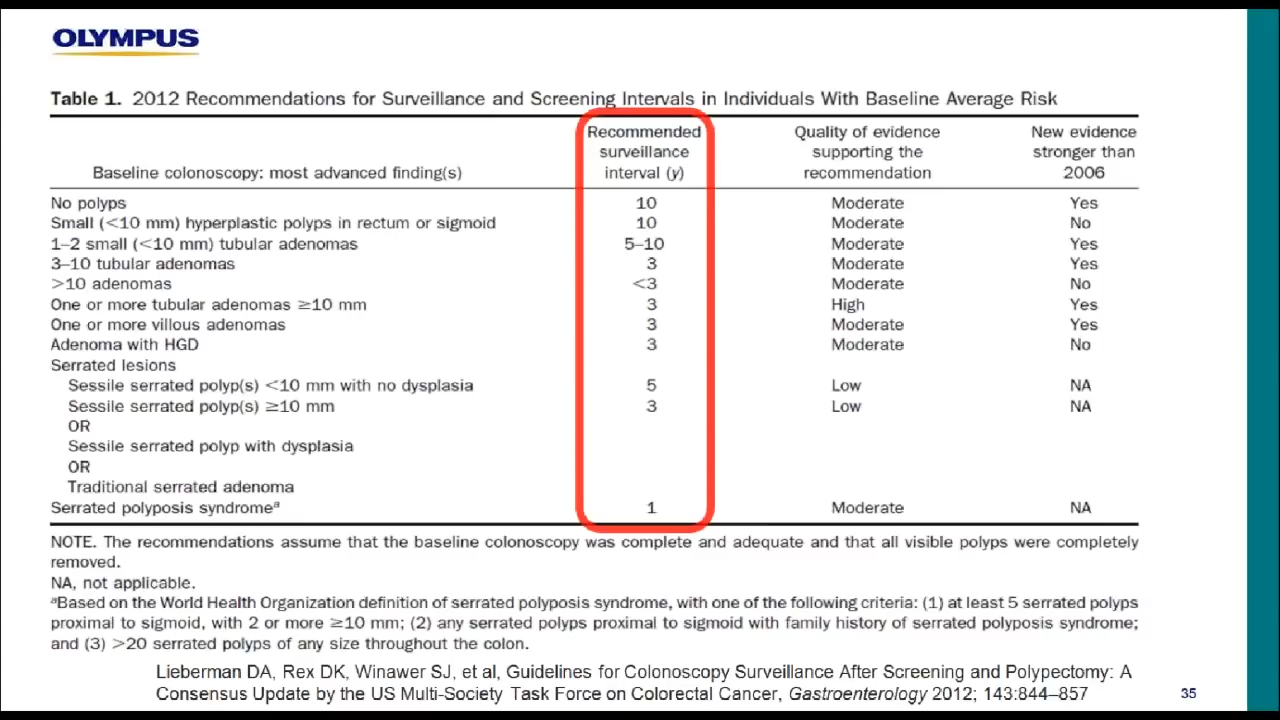 OLYMPUS
Table 1. 2012 Recommendations for Surveillance and Screening Intervals in Individuals With Baseline Average Risk
Baseline colonoscopy: most advanced finding(s) Recommended surveillance interval (y) Quality of evidence supporting the recommendation New evidence stronger than 2006
No polyps 10 Moderate Yes
Small (<10 mm) hyperplastic polyps in rectum or sigmoid 10 Moderate No
1–2 small (<10 mm) tubular adenomas 5–10 Moderate Yes
3–10 tubular adenomas 3 Moderate Yes
>10 adenomas <3 Moderate No
One or more tubular adenomas ≥10 mm 3 High Yes
One or more villous adenomas 3 Moderate Yes
Adenoma with HGD 3 Moderate No
Serrated lesions
Sessile serrated polyp(s) <10 mm with no dysplasia 5 Low NA
Sessile serrated polyp(s) ≥10 mm 3 Low NA
OR
Sessile serrated polyp with dysplasia
OR
Traditional serrated adenoma
Serrated polyposis syndromeᵃ 1 Moderate NA
NOTE. The recommendations assume that the baseline colonoscopy was complete and adequate and that all visible polyps were completely
removed.
NA, not applicable.
ᵃBased on the World Health Organization definition of serrated polyposis syndrome, with one of the following criteria: (1) at least 5 serrated polyps
proximal to sigmoid, with 2 or more ≥10 mm; (2) any serrated polyps proximal to sigmoid with family history of serrated polyposis syndrome;
and (3) >20 serrated polyps of any size throughout the colon.
Lieberman DA, Rex DK, Winawer SJ, et al, Guidelines for Colonoscopy Surveillance After Screening and Polypectomy: A
Consensus Update by the US Multi-Society Task Force on Colorectal Cancer, Gastroenterology 2012; 143:844–857
35